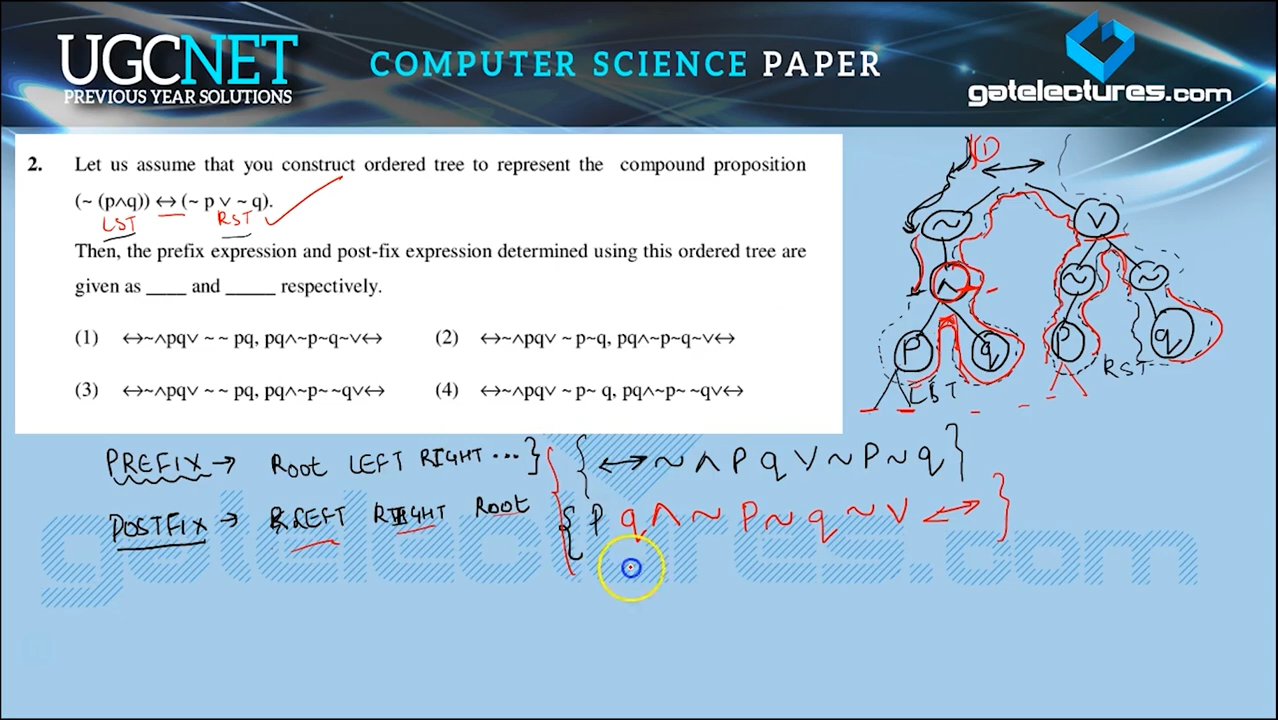 UGCNET
PREVIOUS YEAR SOLUTIONS
COMPUTER SCIENCE PAPER
gatelectures.com
2. Let us assume that you construct ordered tree to represent the compound proposition
(~ (p∧q)) ↔ (~ p ∨ ~ q).
LST RST
Then, the prefix expression and post-fix expression determined using this ordered tree are
given as ____ and _____ respectively.
(1) ↔~∧pq∨ ~ ~ pq, pq∧~p~q~∨↔ (2) ↔~∧pq∨ ~ p~q, pq∧~p~q~∨↔
(3) ↔~∧pq∨ ~ ~ pq, pq∧~p~ ~q∨↔ (4) ↔~∧pq∨ ~ p~ q, pq∧~p~ ~q∨↔
① ↔
~ ∨
∧ ~ ~
P q P q
LST RST
PREFIX → Root LEFT RIGHT ... } { ↔ ~ ∧ P q ∨ ~ P ~ q }
POSTFIX → LEFT RIGHT Root { P q ∧ ~ P ~ q ~ ∨ ↔ }
gatelectures.com